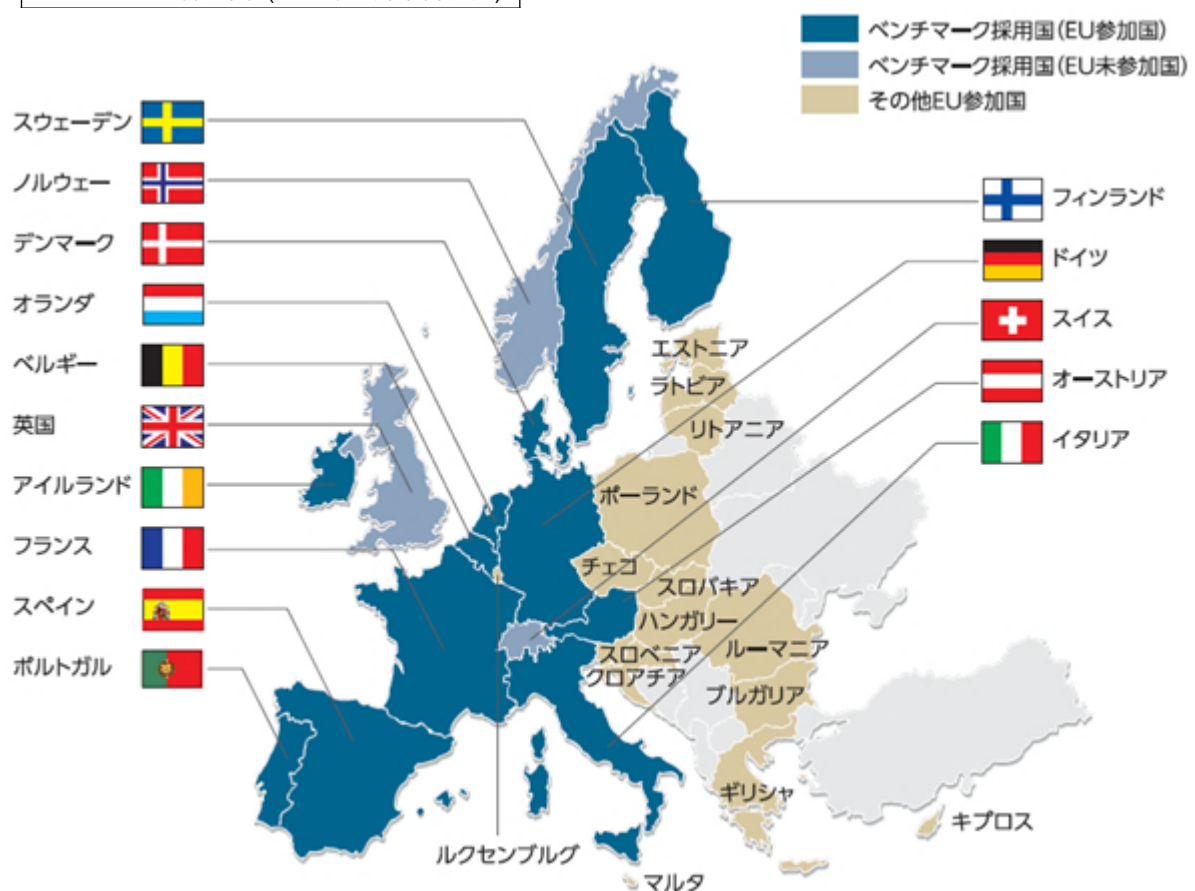 ベンチマーク採用国(EU参加国)
ベンチマーク採用国(EU未参加国)
その他EU参加国
スウェーデン
ノルウェー
デンマーク
オランダ
ベルギー
英国
アイルランド
フランス
スペイン
ポルトガル
フィンランド
ドイツ
スイス
オーストリア
イタリア
エストニア
ラトビア
リトアニア
ポーランド
チェコ
スロバキア
ハンガリー
スロベニア
ルーマニア
クロアチア
ブルガリア
ギリシャ
キプロス
ルクセンブルグ
マルタ